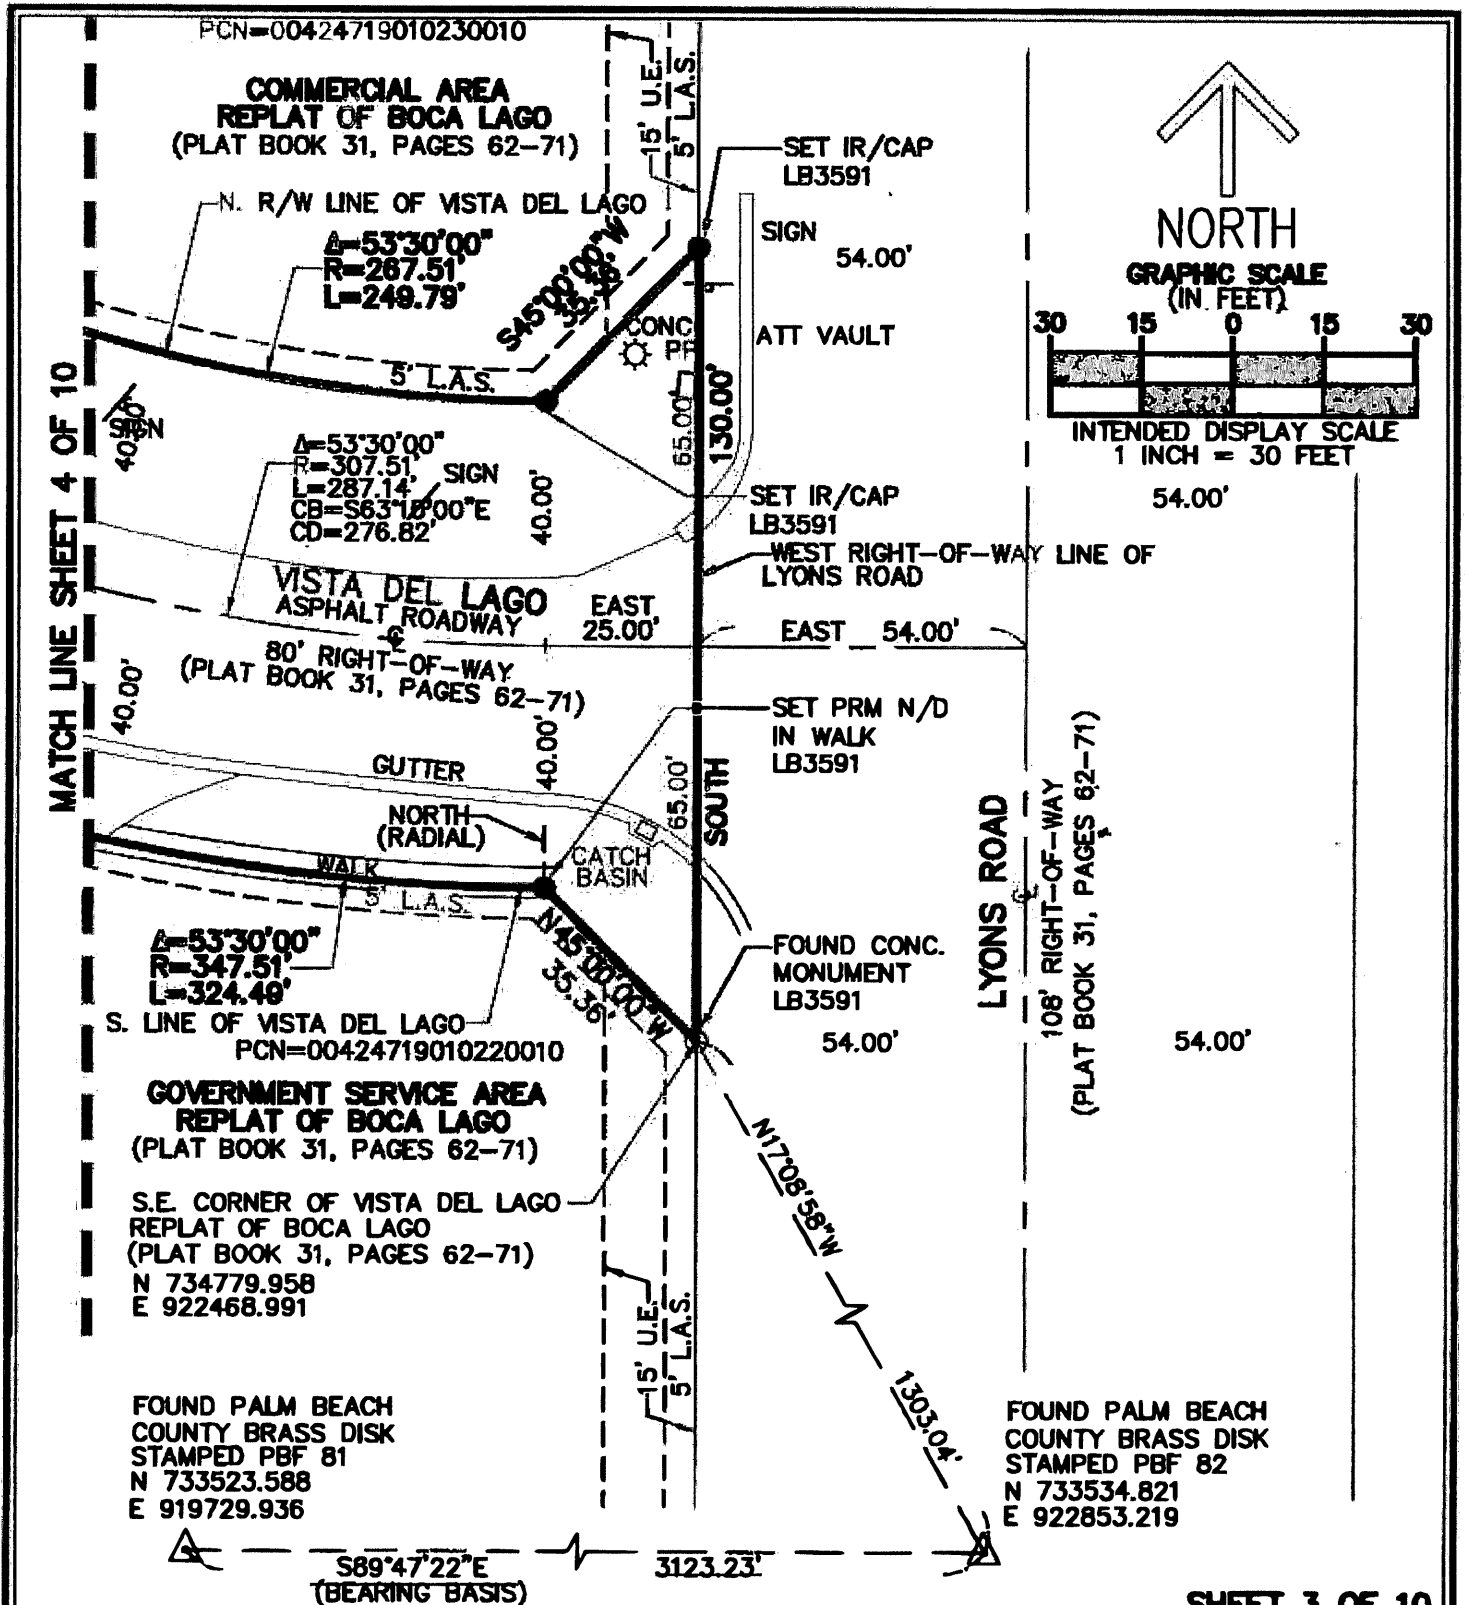 PCN=00424719010230010
COMMERCIAL AREA
REPLAT OF BOCA LAGO
(PLAT BOOK 31, PAGES 62-71)
15' U.E.
5' L.A.S.
SET IR/CAP
LB3591
N. R/W LINE OF VISTA DEL LAGO
Δ=53°30'00"
R=267.51'
L=249.79'
S45°00'00"W
35.36'
SIGN
54.00'
NORTH
GRAPHIC SCALE
(IN FEET)
30 15 0 15 30
INTENDED DISPLAY SCALE
1 INCH = 30 FEET
CONC
PP
ATT VAULT
5' L.A.S.
65.00'
130.00'
MATCH LINE SHEET 4 OF 10
SIGN
40.00'
Δ=53°30'00"
R=307.51'
L=287.14'
CB=S63°15'00"E
CD=276.82'
SIGN
40.00'
SET IR/CAP
LB3591
54.00'
WEST RIGHT-OF-WAY LINE OF
LYONS ROAD
VISTA DEL LAGO
ASPHALT ROADWAY
EAST
25.00'
EAST 54.00'
80' RIGHT-OF-WAY
(PLAT BOOK 31, PAGES 62-71)
40.00'
40.00'
SET PRM N/D
IN WALK
LB3591
GUTTER
65.00'
SOUTH
NORTH
(RADIAL)
CATCH
BASIN
WALK
5' L.A.S.
LYONS ROAD
108' RIGHT-OF-WAY
(PLAT BOOK 31, PAGES 62-71)
Δ=53°30'00"
R=347.51'
L=324.49'
N45°00'00"W
35.36'
FOUND CONC.
MONUMENT
LB3591
S. LINE OF VISTA DEL LAGO
PCN=00424719010220010
54.00'
54.00'
GOVERNMENT SERVICE AREA
REPLAT OF BOCA LAGO
(PLAT BOOK 31, PAGES 62-71)
N17°08'58"W
S.E. CORNER OF VISTA DEL LAGO
REPLAT OF BOCA LAGO
(PLAT BOOK 31, PAGES 62-71)
N 734779.958
E 922468.991
15' U.E.
5' L.A.S.
1303.04'
FOUND PALM BEACH
COUNTY BRASS DISK
STAMPED PBF 81
N 733523.588
E 919729.936
FOUND PALM BEACH
COUNTY BRASS DISK
STAMPED PBF 82
N 733534.821
E 922853.219
S89°47'22"E
(BEARING BASIS)
3123.23'
SHEET 3 OF 10